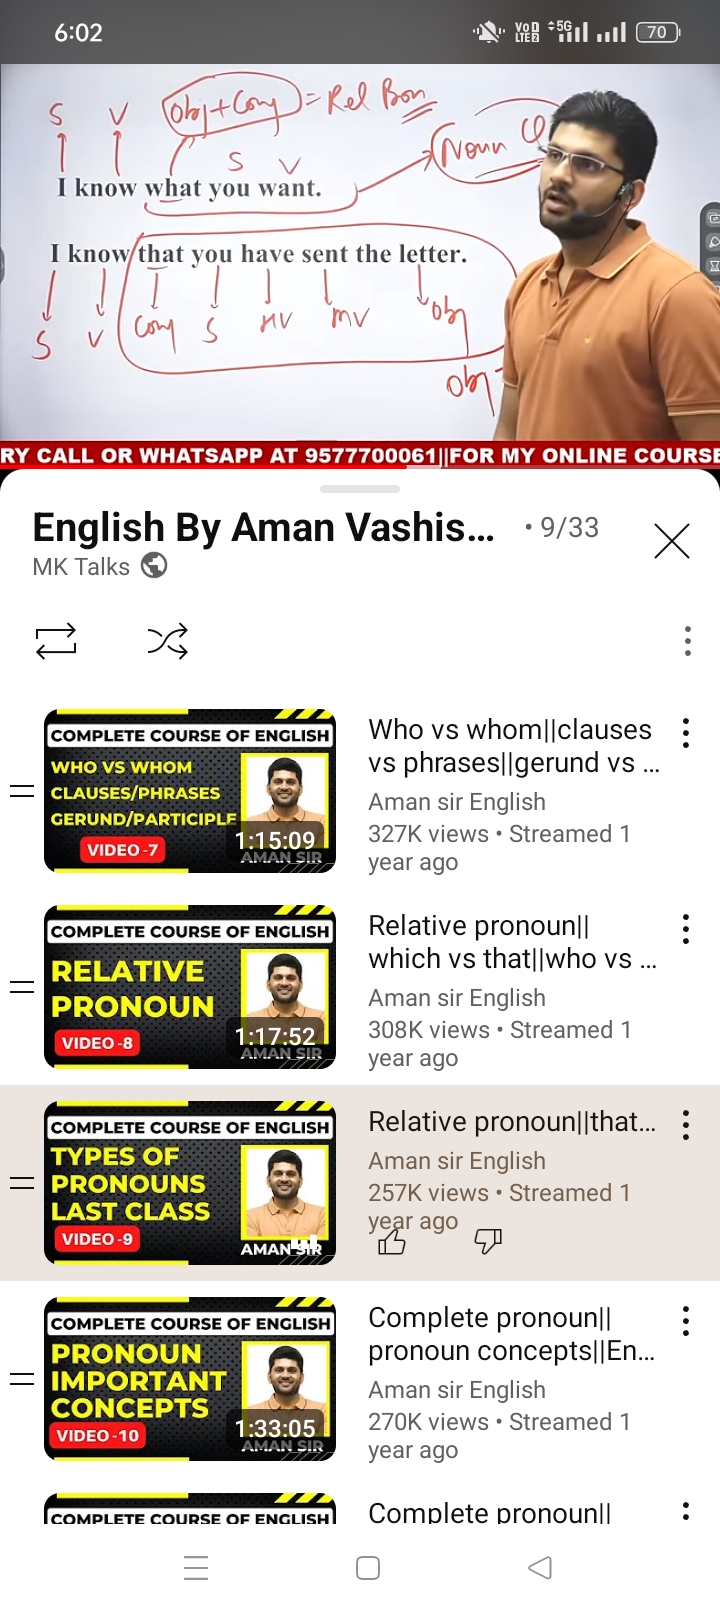 6:02
VoD LTE2 5G 70
S V Obj+Conj = Rel Pron
S V Noun Cl
I know what you want.
I know that you have sent the letter.
S V Conj S HV MV Obj
Obj
RY CALL OR WHATSAPP AT 9577700061||FOR MY ONLINE COURSE
English By Aman Vashis... • 9/33
MK Talks
COMPLETE COURSE OF ENGLISH
WHO VS WHOM
CLAUSES/PHRASES
GERUND/PARTICIPLE
VIDEO-7
1:15:09
AMAN SIR
Who vs whom||clauses
vs phrases||gerund vs ...
Aman sir English
327K views • Streamed 1
year ago
COMPLETE COURSE OF ENGLISH
RELATIVE
PRONOUN
VIDEO-8
1:17:52
AMAN SIR
Relative pronoun||
which vs that||who vs ...
Aman sir English
308K views • Streamed 1
year ago
COMPLETE COURSE OF ENGLISH
TYPES OF
PRONOUNS
LAST CLASS
VIDEO-9
AMAN SIR
Relative pronoun||that...
Aman sir English
257K views • Streamed 1
year ago
COMPLETE COURSE OF ENGLISH
PRONOUN
IMPORTANT
CONCEPTS
VIDEO-10
1:33:05
AMAN SIR
Complete pronoun||
pronoun concepts||En...
Aman sir English
270K views • Streamed 1
year ago
COMPLETE COURSE OF ENGLISH
Complete pronoun||